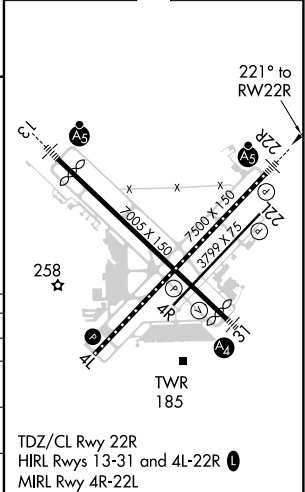 221° to
RW22R
13
A5
A5
22R
X X X
P
7005 X 150
7500 X 150
22L
3799 X 75
P
258
P
4R
V
31
P
4L
A4
TWR
185
TDZ/CL Rwy 22R
HIRL Rwys 13-31 and 4L-22R L
MIRL Rwy 4R-22L